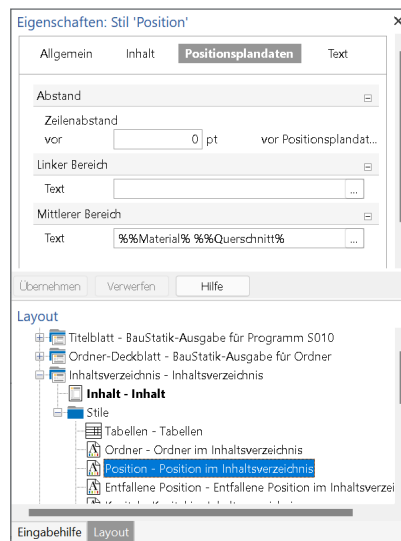 Eigenschaften: Stil 'Position'
Allgemein Inhalt Positionsplandaten Text
Abstand
Zeilenabstand
vor 0 pt vor Positionsplandat...
Linker Bereich
Text ...
Mittlerer Bereich
Text %%Material% %%Querschnitt% ...
Übernehmen Verwerfen Hilfe
Layout
Titelblatt - BauStatik-Ausgabe für Programm S010
Ordner-Deckblatt - BauStatik-Ausgabe für Ordner
Inhaltsverzeichnis - Inhaltsverzeichnis
Inhalt - Inhalt
Stile
Tabellen - Tabellen
Ordner - Ordner im Inhaltsverzeichnis
Position - Position im Inhaltsverzeichnis
Entfallene Position - Entfallene Position im Inhaltsverzei
Eingabehilfe Layout